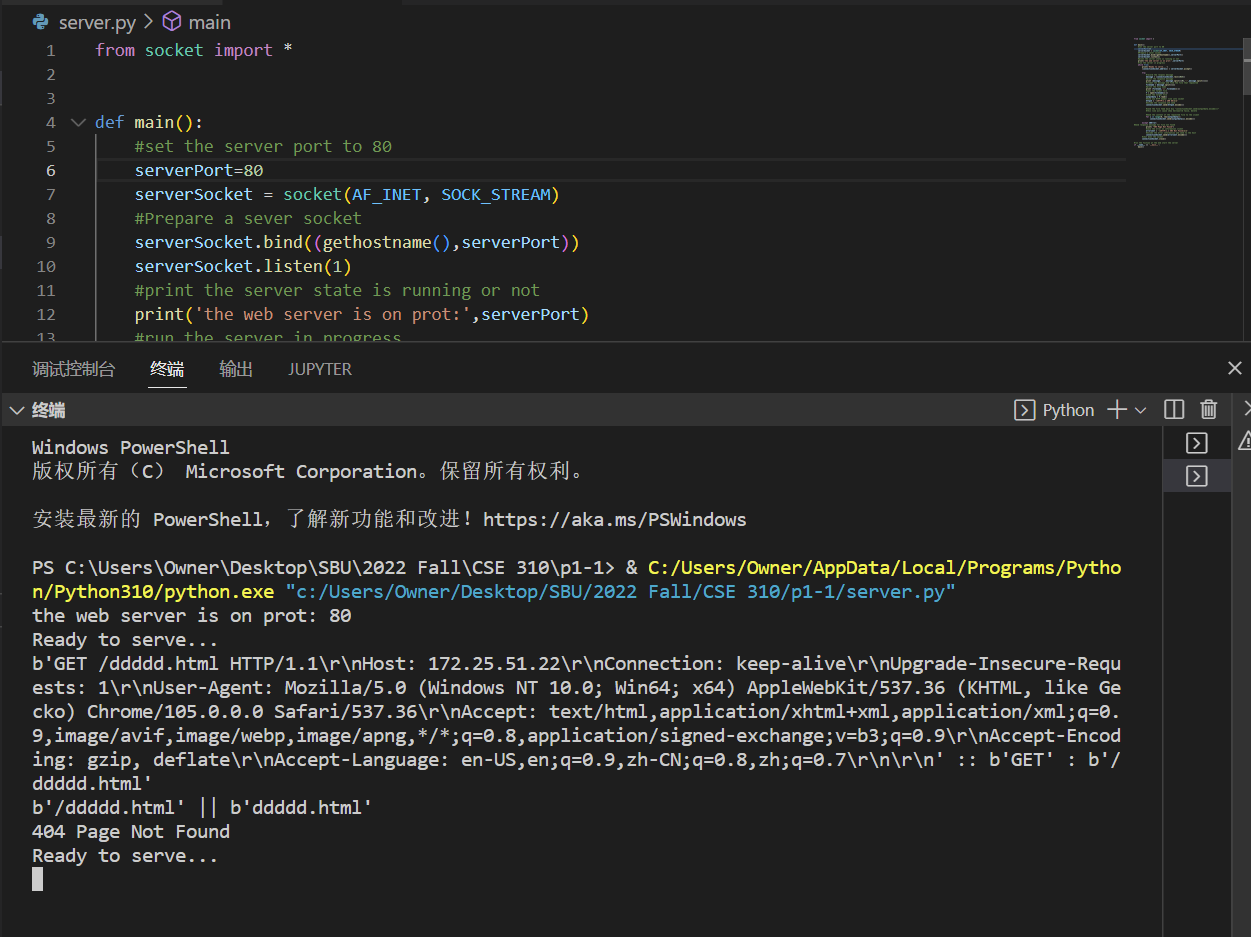 server.py > main
1 from socket import *
2
3
4 def main():
5 #set the server port to 80
6 serverPort=80
7 serverSocket = socket(AF_INET, SOCK_STREAM)
8 #Prepare a sever socket
9 serverSocket.bind((gethostname(),serverPort))
10 serverSocket.listen(1)
11 #print the server state is running or not
12 print('the web server is on prot:',serverPort)
13 #run the server in progress
调试控制台 终端 输出 JUPYTER
终端 Python
Windows PowerShell
版权所有（C） Microsoft Corporation。保留所有权利。
安装最新的 PowerShell，了解新功能和改进！https://aka.ms/PSWindows
PS C:\Users\Owner\Desktop\SBU\2022 Fall\CSE 310\p1-1> & C:/Users/Owner/AppData/Local/Programs/Pytho
n/Python310/python.exe "c:/Users/Owner/Desktop/SBU/2022 Fall/CSE 310/p1-1/server.py"
the web server is on prot: 80
Ready to serve...
b'GET /ddddd.html HTTP/1.1\r\nHost: 172.25.51.22\r\nConnection: keep-alive\r\nUpgrade-Insecure-Requ
ests: 1\r\nUser-Agent: Mozilla/5.0 (Windows NT 10.0; Win64; x64) AppleWebKit/537.36 (KHTML, like Ge
cko) Chrome/105.0.0.0 Safari/537.36\r\nAccept: text/html,application/xhtml+xml,application/xml;q=0.
9,image/avif,image/webp,image/apng,*/*;q=0.8,application/signed-exchange;v=b3;q=0.9\r\nAccept-Encod
ing: gzip, deflate\r\nAccept-Language: en-US,en;q=0.9,zh-CN;q=0.8,zh;q=0.7\r\n\r\n' :: b'GET' : b'/
ddddd.html'
b'/ddddd.html' || b'ddddd.html'
404 Page Not Found
Ready to serve...